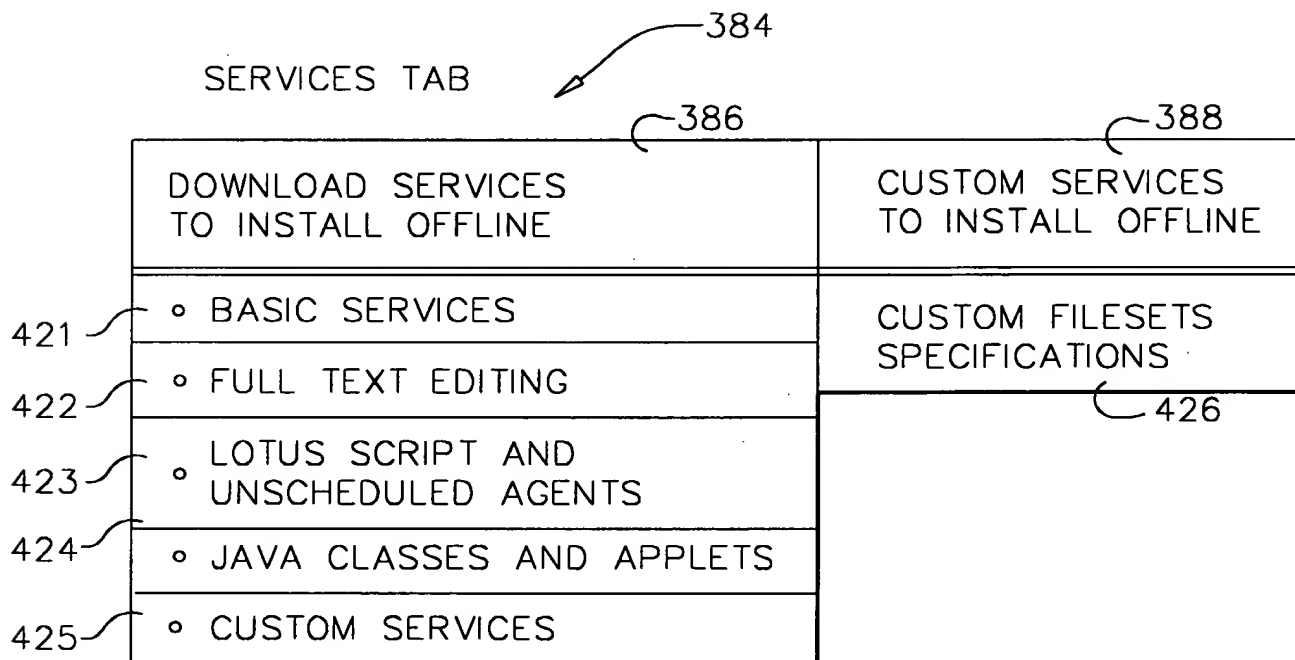 384
SERVICES TAB
386
388
DOWNLOAD SERVICES
TO INSTALL OFFLINE
CUSTOM SERVICES
TO INSTALL OFFLINE
421
○ BASIC SERVICES
CUSTOM FILESETS
SPECIFICATIONS
422
○ FULL TEXT EDITING
426
423
○ LOTUS SCRIPT AND
UNSCHEDULED AGENTS
424
○ JAVA CLASSES AND APPLETS
425
○ CUSTOM SERVICES